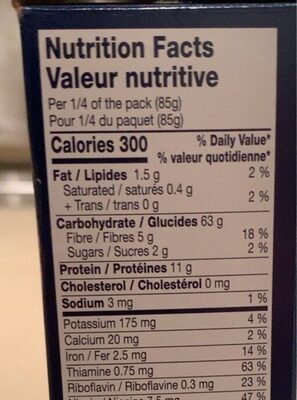 Nutrition Facts
Valeur nutritive
Per 1/4 of the pack (85g)
Pour 1/4 du paquet (85g)
Calories 300 % Daily Value*
% valeur quotidienne*
Fat / Lipides 1.5 g 2 %
Saturated / saturés 0.4 g
+ Trans / trans 0 g 2 %
Carbohydrate / Glucides 63 g
Fibre / Fibres 5 g 18 %
Sugars / Sucres 2 g 2 %
Protein / Protéines 11 g
Cholesterol / Cholestérol 0 mg
Sodium 3 mg 1 %
Potassium 175 mg 4 %
Calcium 20 mg 2 %
Iron / Fer 2.5 mg 14 %
Thiamine 0.75 mg 63 %
Riboflavin / Riboflavine 0.3 mg 23 %
47 %